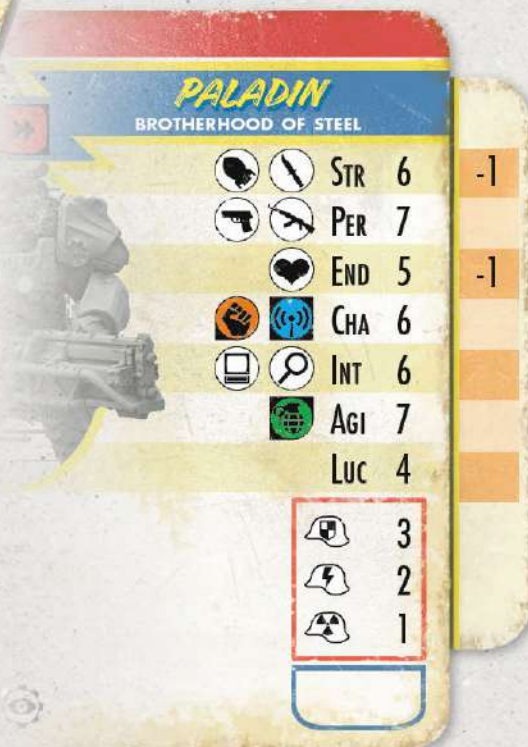 PALADIN
BROTHERHOOD OF STEEL
STR 6 -1
PER 7
END 5 -1
CHA 6
INT 6
AGI 7
LUC 4
3
2
1